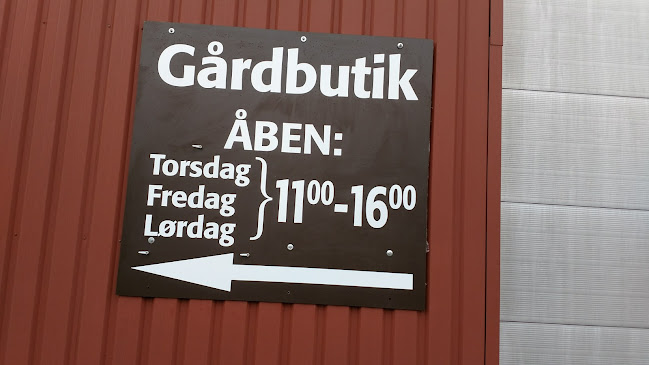 Gårdbutik
ÅBEN:
Torsdag
Fredag
Lørdag
1100-1600